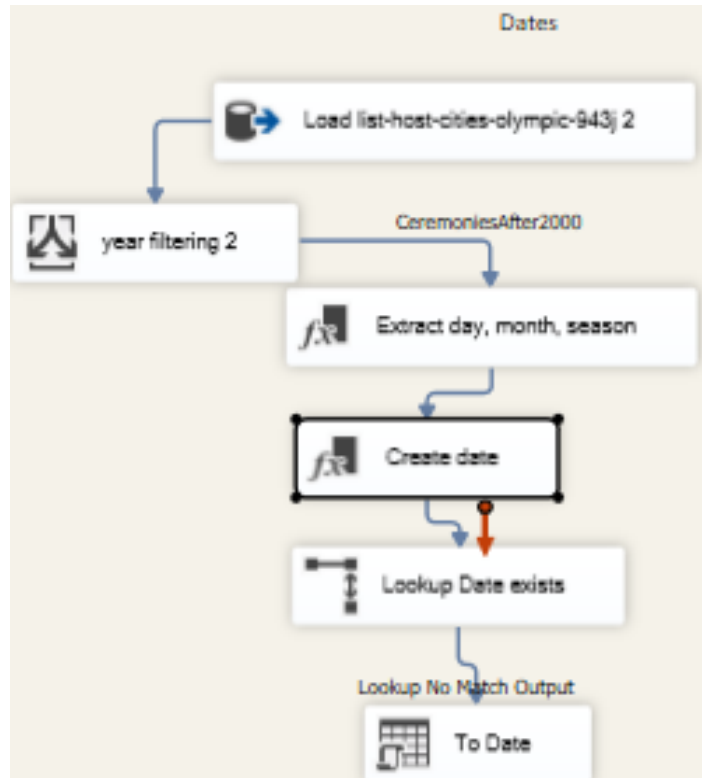 Dates
Load list-host-cities-olympic-943j 2
year filtering 2
CeremoniesAfter2000
Extract day, month, season
Create date
Lookup Date exists
Lookup No Match Output
To Date